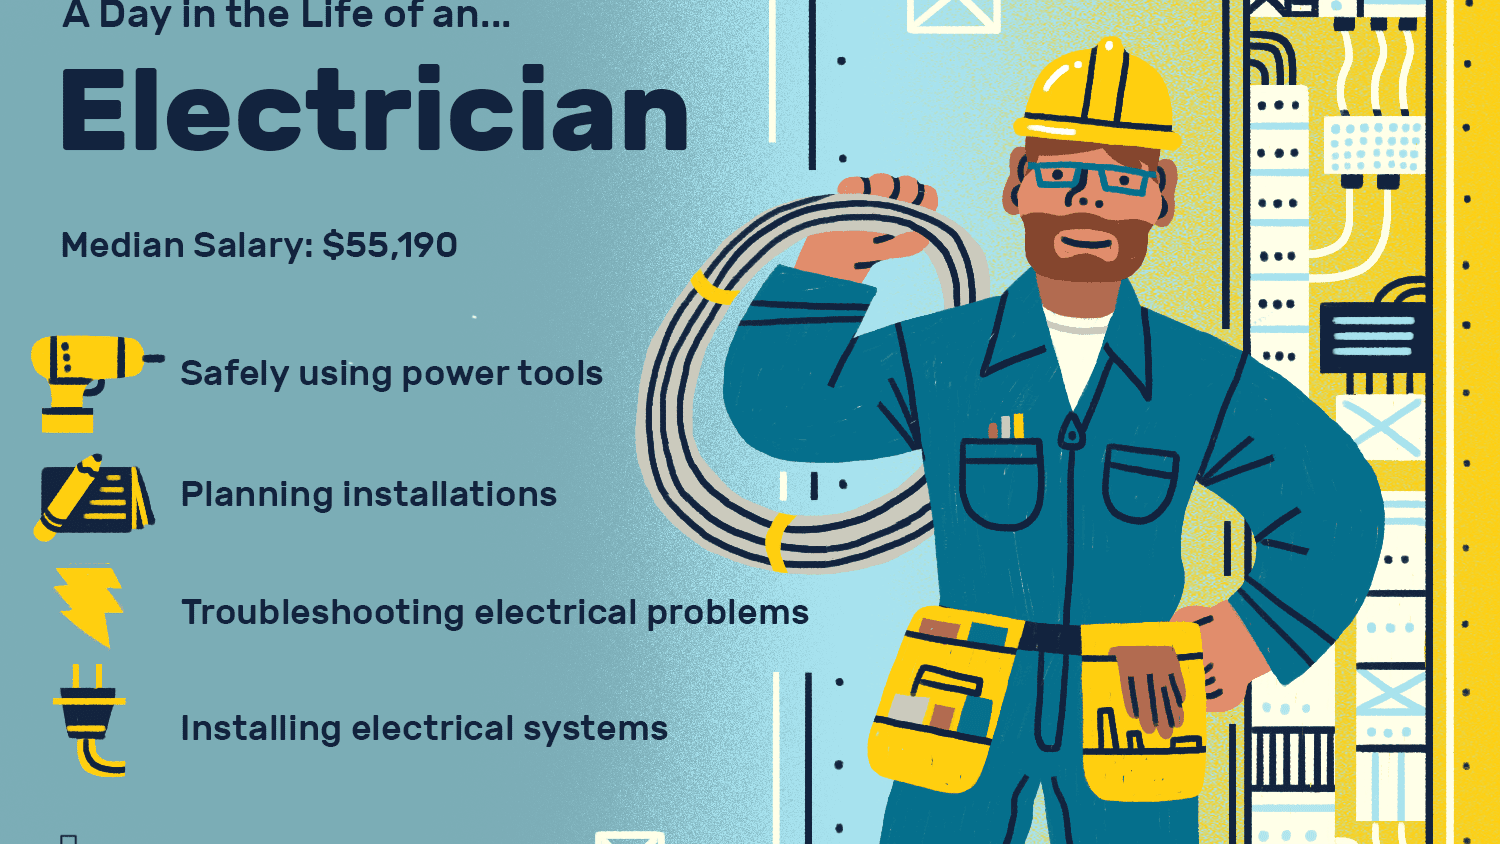 A Day in the Life of an...
Electrician
Median Salary: $55,190
Safely using power tools
Planning installations
Troubleshooting electrical problems
Installing electrical systems